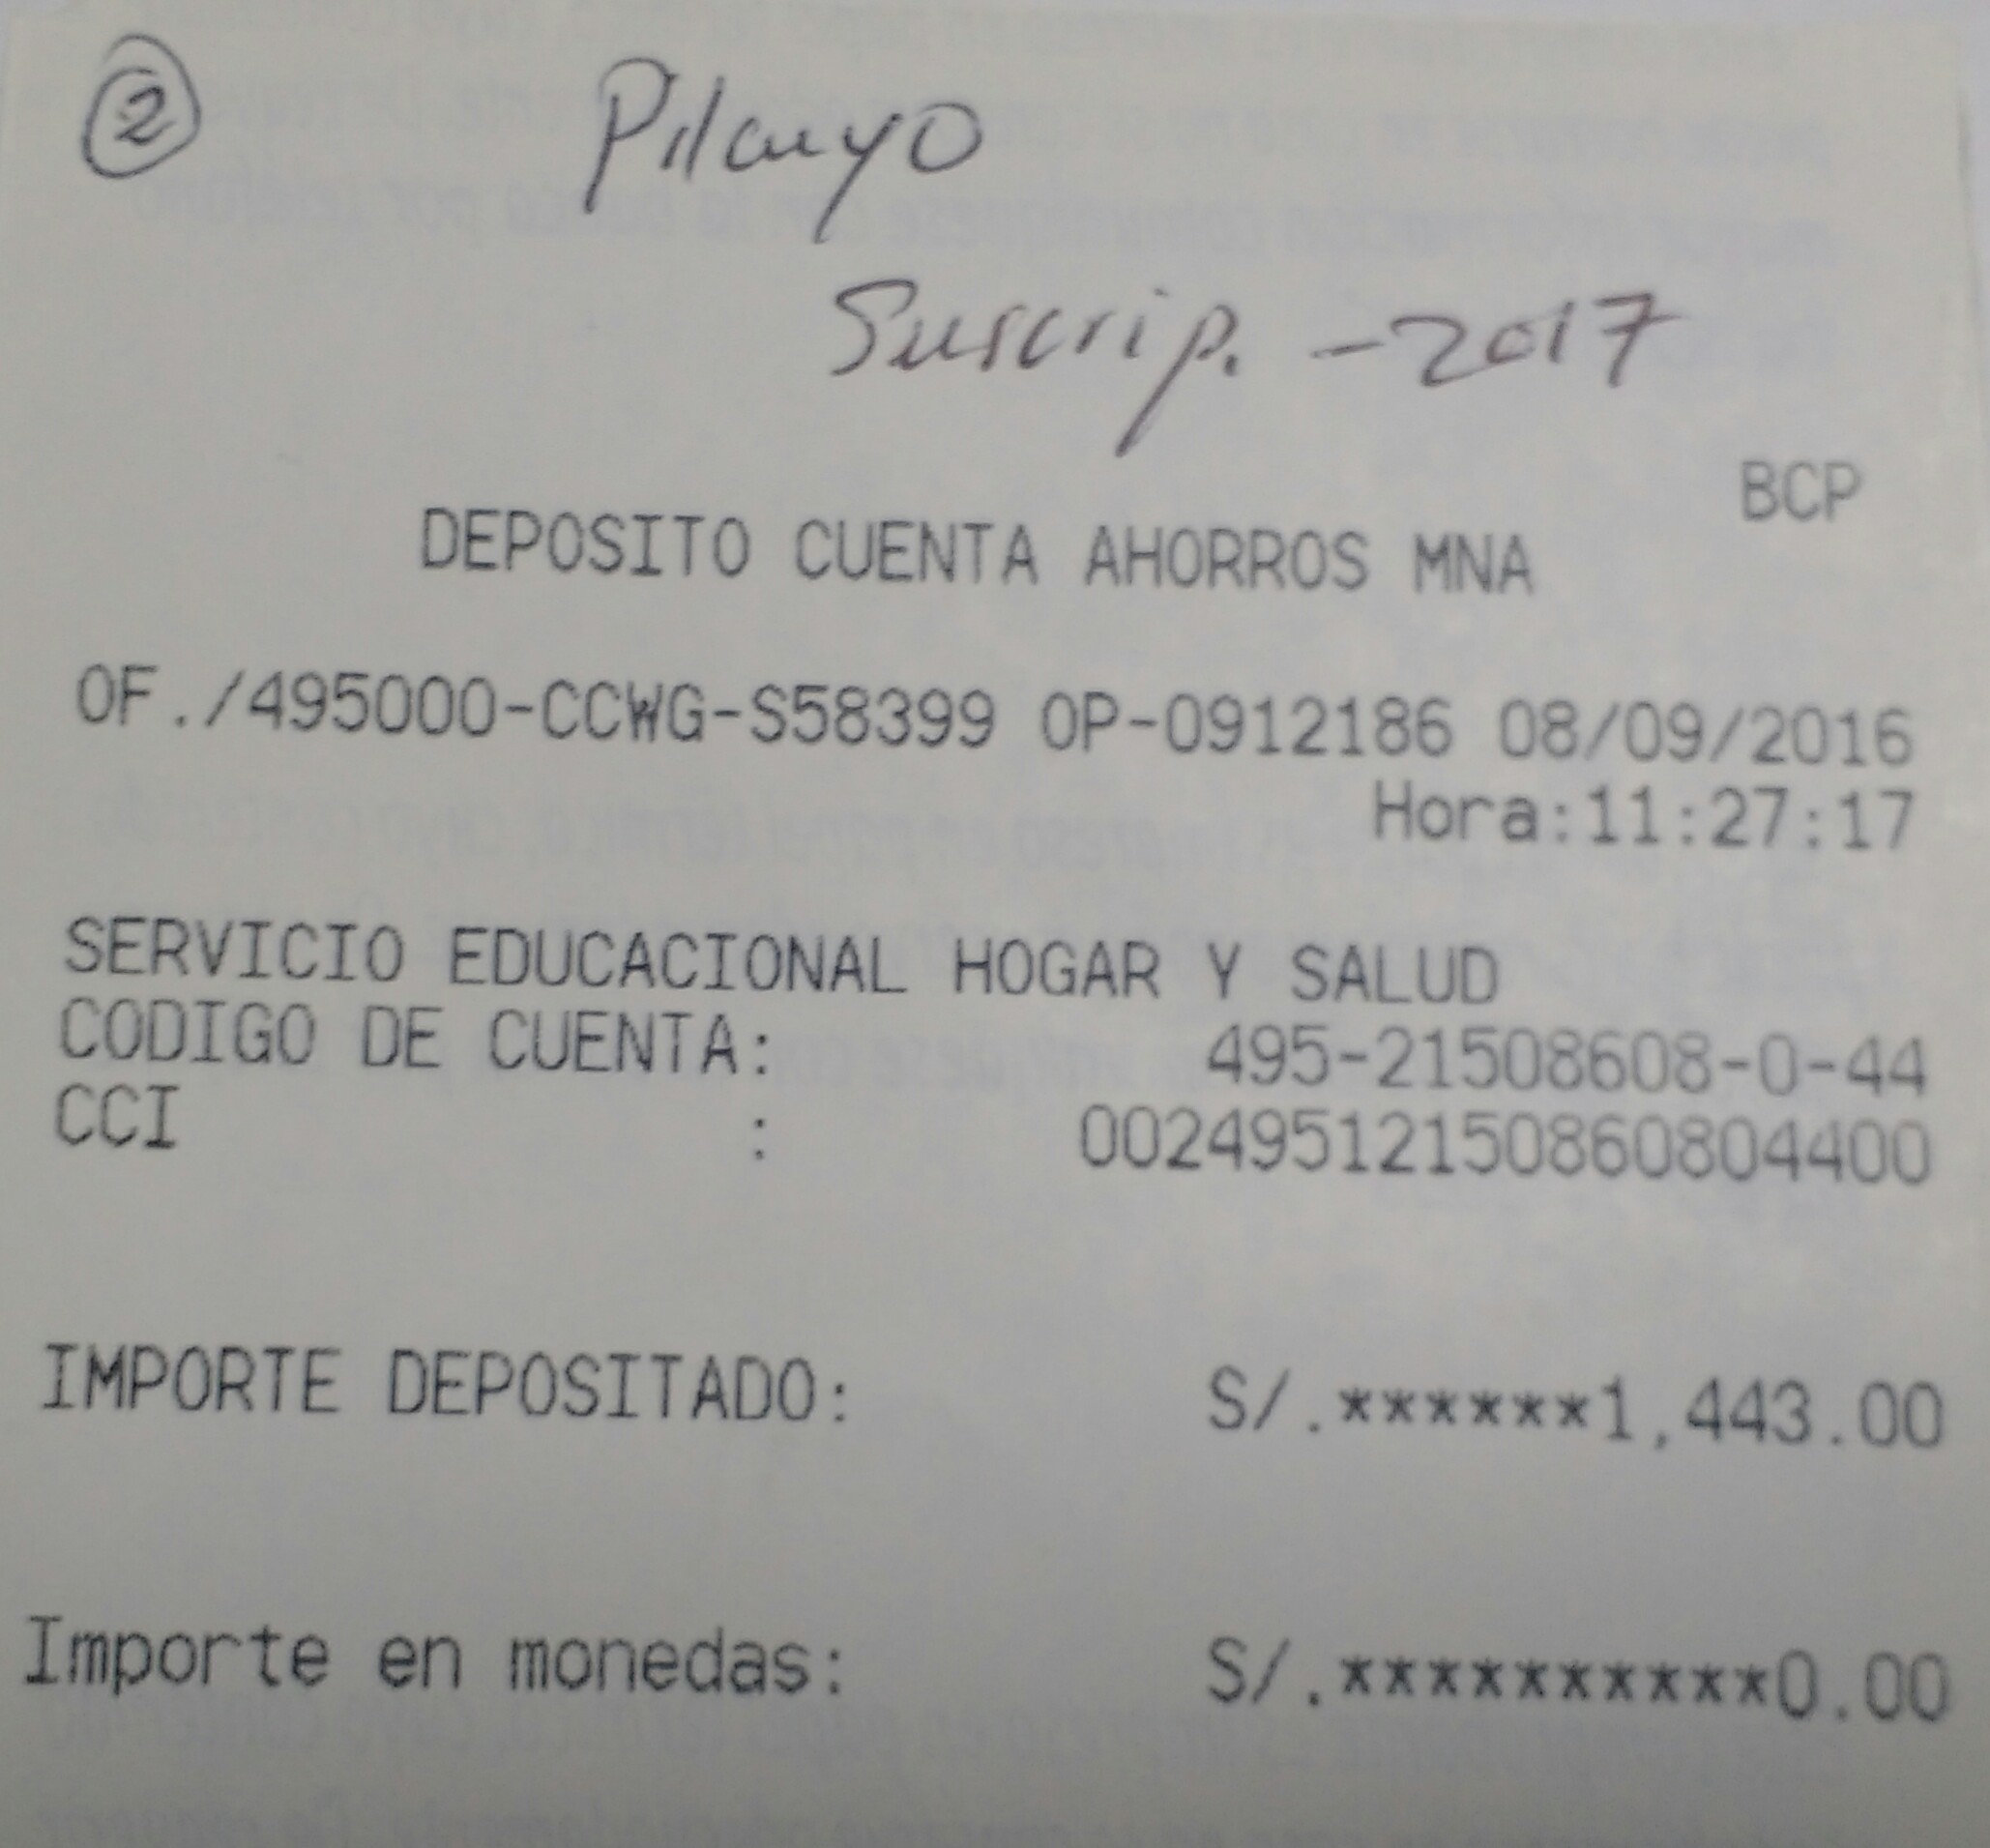 2
Pilcuyo
Suscrip. - 2017
BCP
DEPOSITO CUENTA AHORROS MNA
OF./495000-CCWG-S58399 OP-0912186 08/09/2016
Hora:11:27:17
SERVICIO EDUCACIONAL HOGAR Y SALUD
CODIGO DE CUENTA: 495-21508608-0-44
CCI : 00249512150860804400
IMPORTE DEPOSITADO: S/.******1,443.00
Importe en monedas: S/.**********0.00